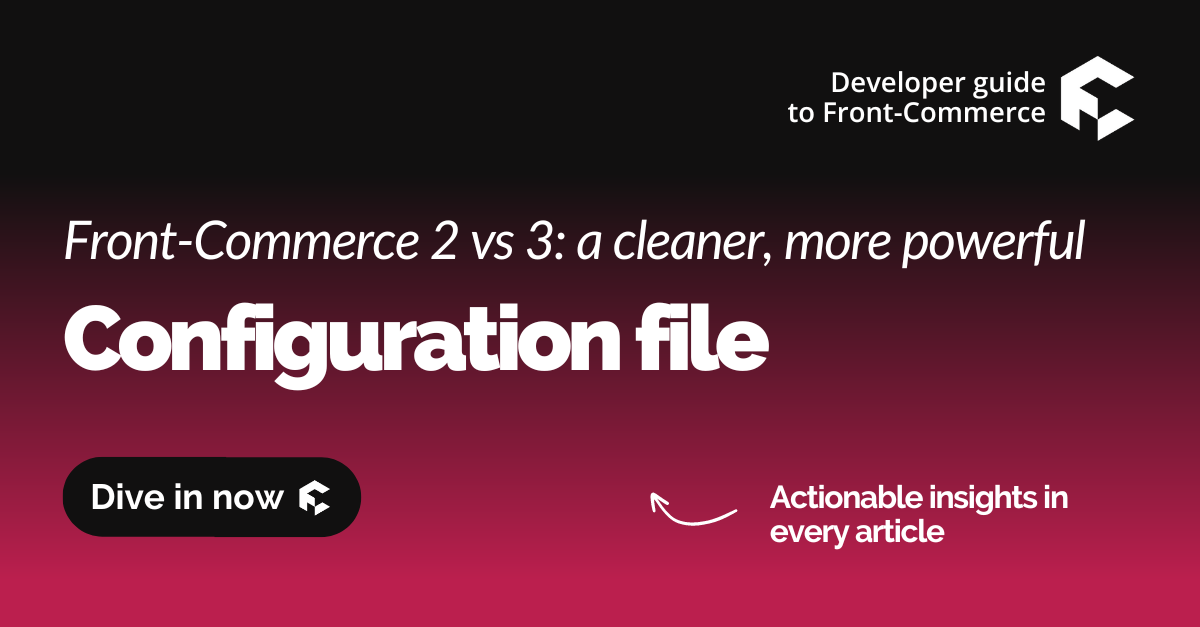 Developer guide
to Front-Commerce
Front-Commerce 2 vs 3: a cleaner, more powerful
Configuration file
Dive in now
Actionable insights in
every article